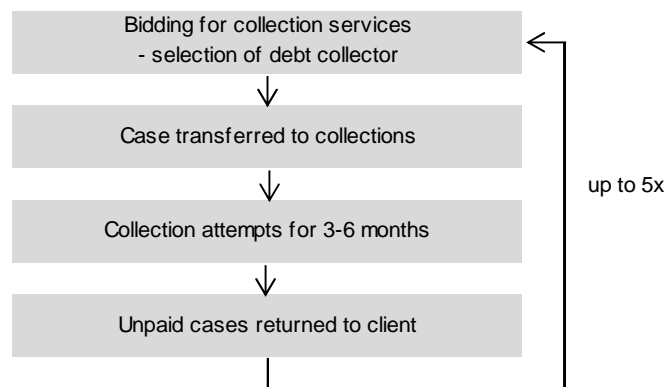 Bidding for collection services
- selection of debt collector
Case transferred to collections
up to 5x
Collection attempts for 3-6 months
Unpaid cases returned to client